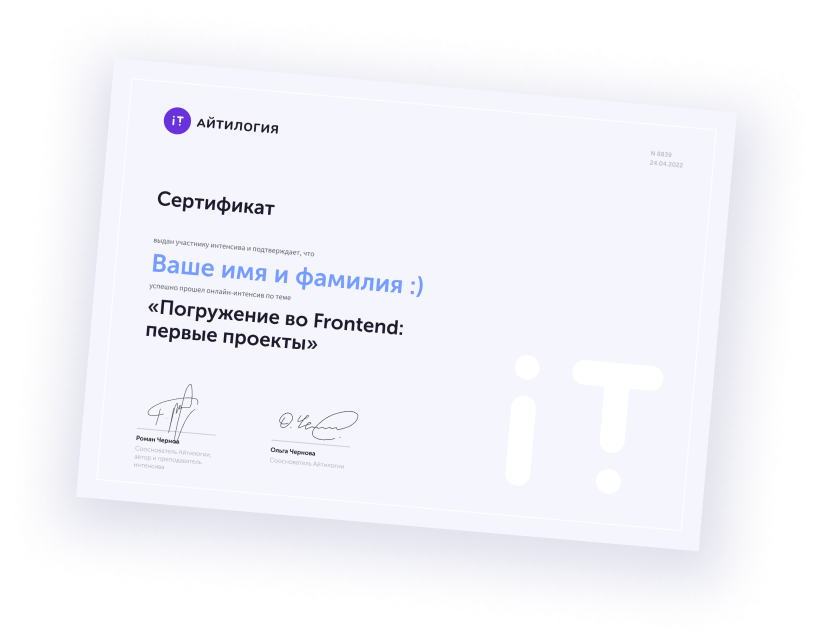 iT АЙТИЛОГИЯ
N 8839
24.04.2022
Сертификат
выдан участнику интенсива и подтверждает, что
Ваше имя и фамилия :)
успешно прошел онлайн-интенсив по теме
«Погружение во Frontend:
первые проекты»
Роман Чернов
Сооснователь Айтилогии,
автор и преподаватель
интенсива
Ольга Чернова
Сооснователь Айтилогии
iT